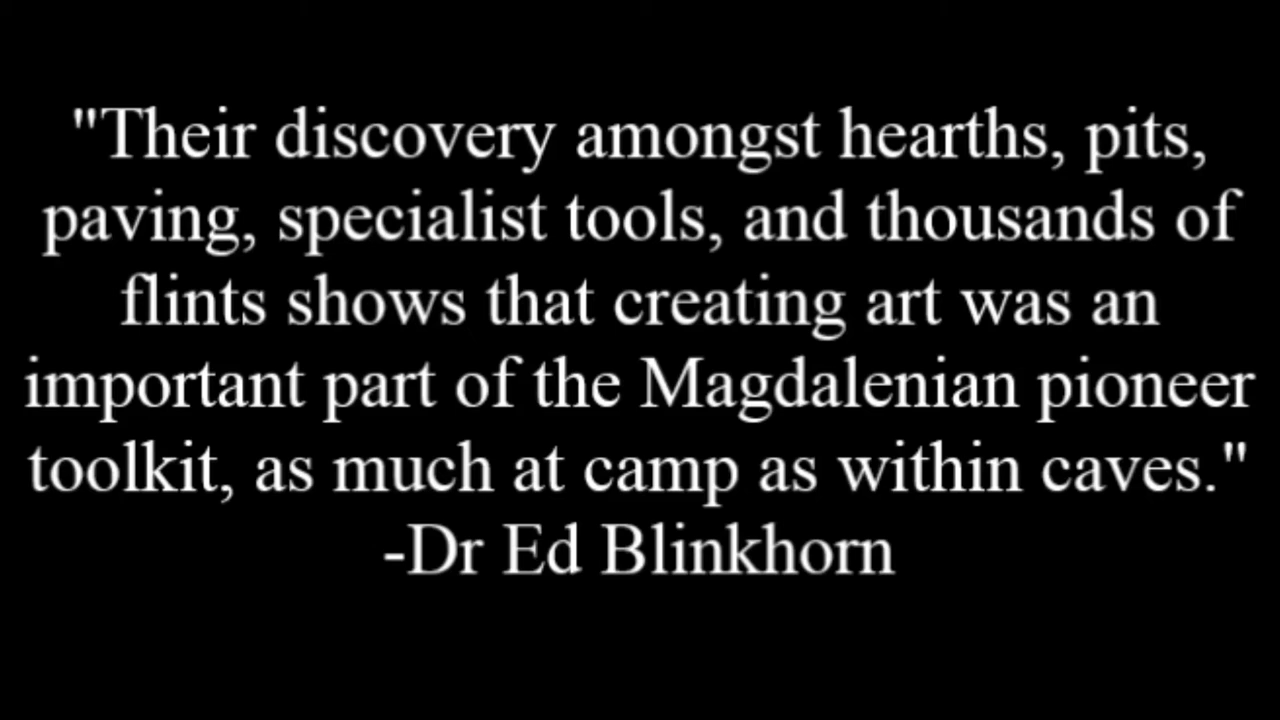 "Their discovery amongst hearths, pits,
paving, specialist tools, and thousands of
flints shows that creating art was an
important part of the Magdalenian pioneer
toolkit, as much at camp as within caves."
-Dr Ed Blinkhorn